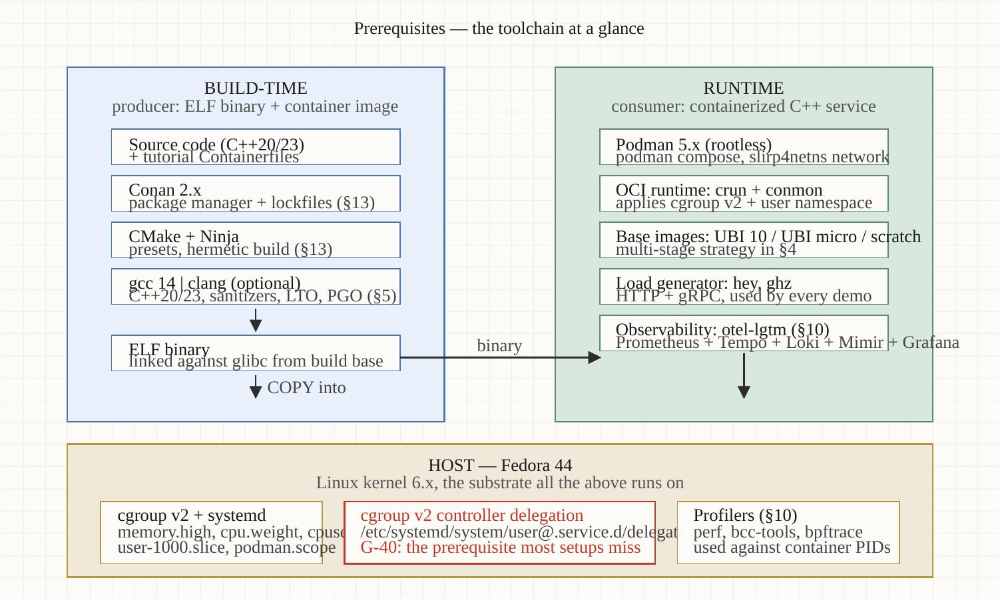 Prerequisites — the toolchain at a glance
BUILD-TIME
producer: ELF binary + container image
Source code (C++20/23)
+ tutorial Containerfiles
Conan 2.x
package manager + lockfiles (§13)
CMake + Ninja
presets, hermetic build (§13)
gcc 14 | clang (optional)
C++20/23, sanitizers, LTO, PGO (§5)
ELF binary
linked against glibc from build base
COPY into
binary
RUNTIME
consumer: containerized C++ service
Podman 5.x (rootless)
podman compose, slirp4netns network
OCI runtime: crun + conmon
applies cgroup v2 + user namespace
Base images: UBI 10 / UBI micro / scratch
multi-stage strategy in §4
Load generator: hey, ghz
HTTP + gRPC, used by every demo
Observability: otel-lgtm (§10)
Prometheus + Tempo + Loki + Mimir + Grafana
HOST — Fedora 44
Linux kernel 6.x, the substrate all the above runs on
cgroup v2 + systemd
memory.high, cpu.weight, cpuse
user-1000.slice, podman.scope
cgroup v2 controller delegation
/etc/systemd/system/user@.service.d/delegat
G-40: the prerequisite most setups miss
Profilers (§10)
perf, bcc-tools, bpftrace
used against container PIDs